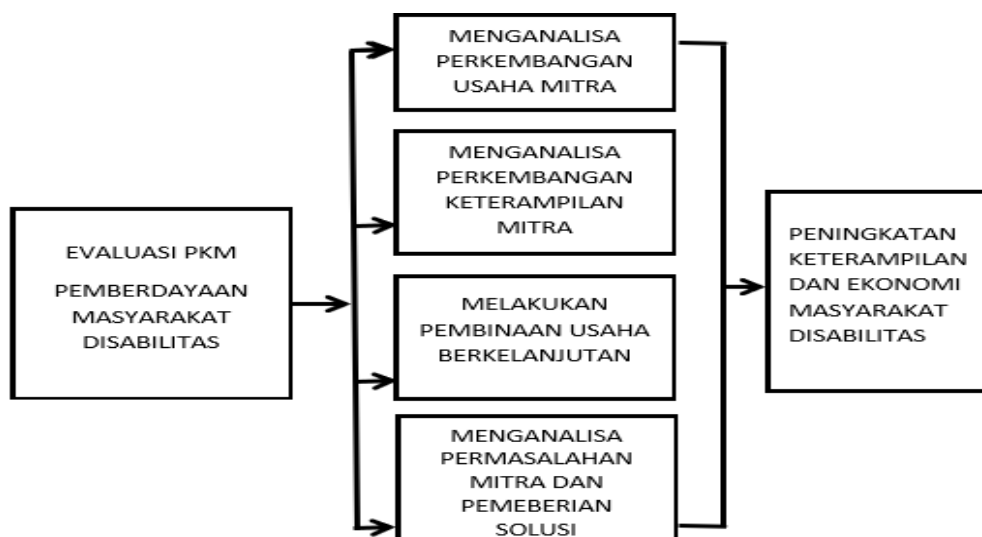 EVALUASI PKM
PEMBERDAYAAN
MASYARAKAT
DISABILITAS
MENGANALISA
PERKEMBANGAN
USAHA MITRA
MENGANALISA
PERKEMBANGAN
KETERAMPILAN
MITRA
MELAKUKAN
PEMBINAAN USAHA
BERKELANJUTAN
MENGANALISA
PERMASALAHAN
MITRA DAN
PEMEBERIAN
SOLUSI
PENINGKATAN
KETERAMPILAN
DAN EKONOMI
MASYARAKAT
DISABILITAS